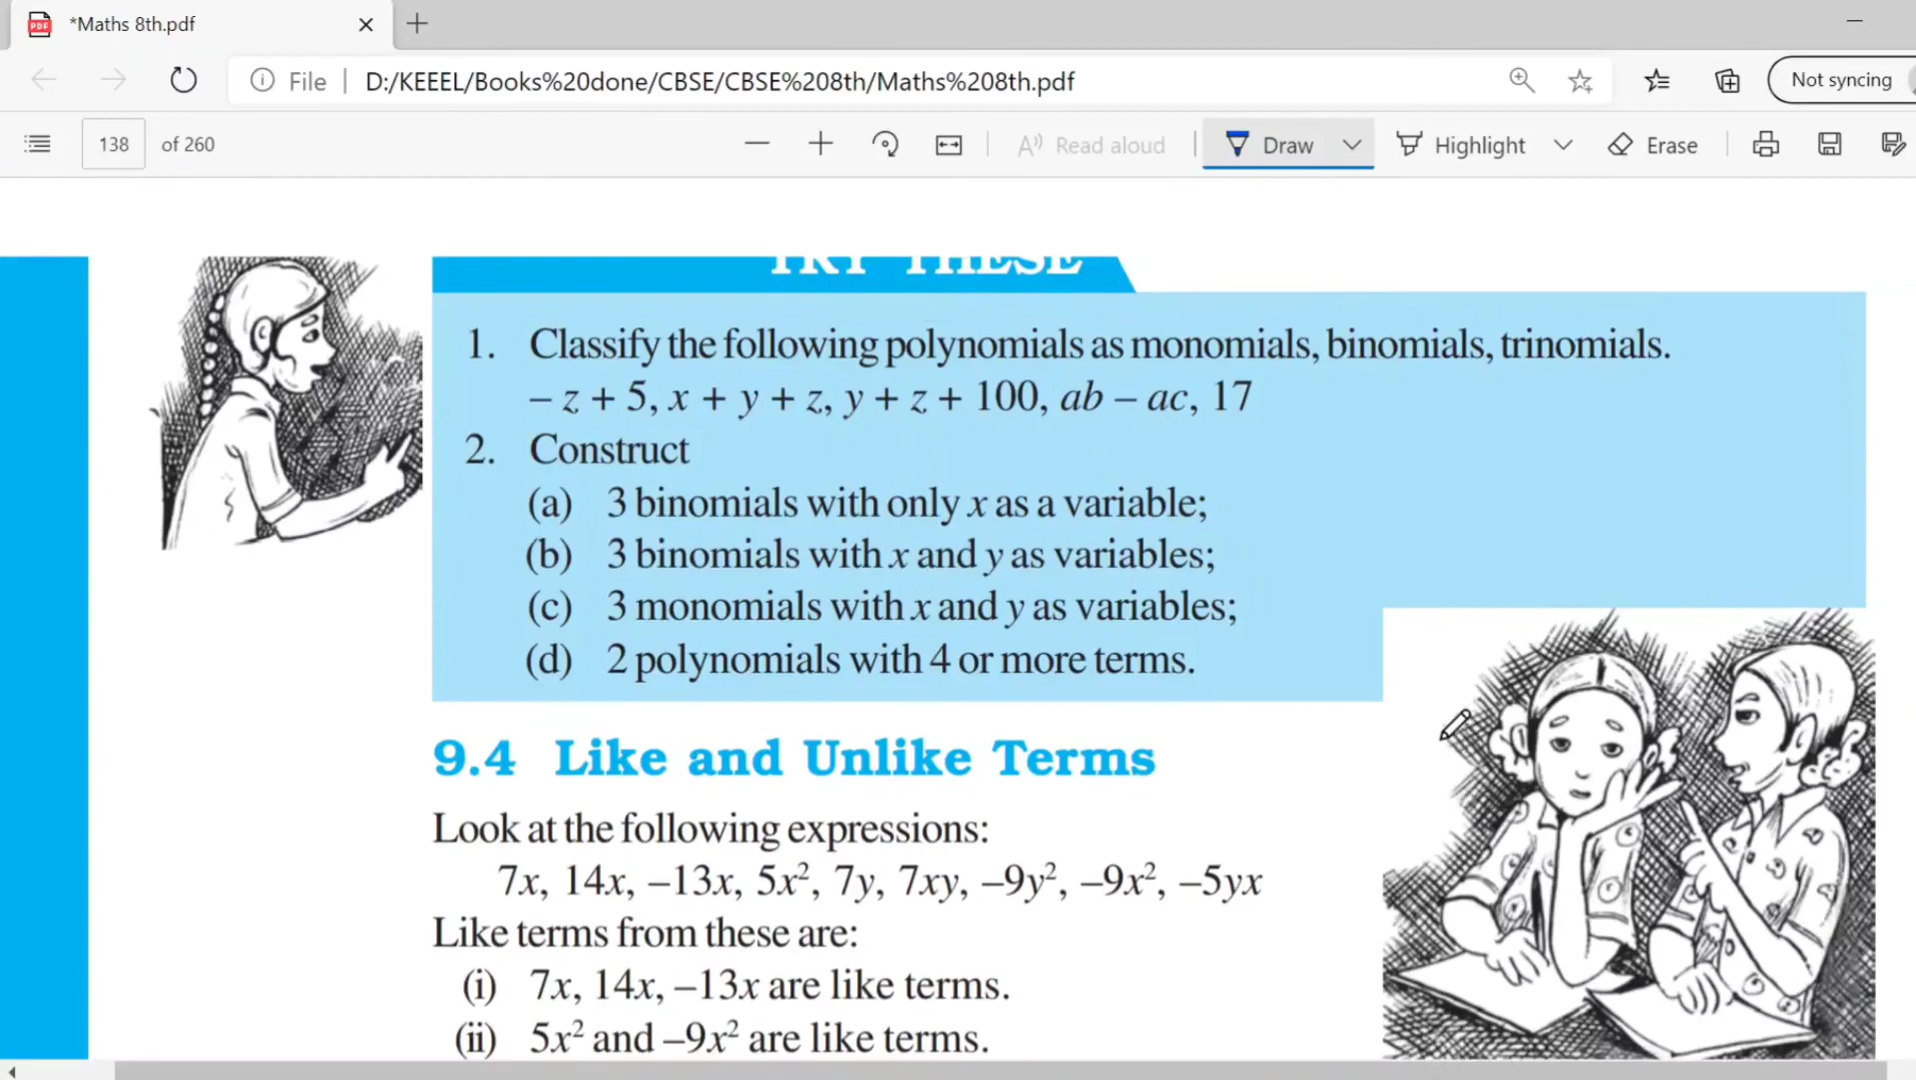 *Maths 8th.pdf
File D:/KEEEL/Books%20done/CBSE/CBSE%208th/Maths%208th.pdf
Not syncing
138 of 260
Read aloud Draw Highlight Erase
TRY THESE
1. Classify the following polynomials as monomials, binomials, trinomials.
– z + 5, x + y + z, y + z + 100, ab – ac, 17
2. Construct
(a) 3 binomials with only x as a variable;
(b) 3 binomials with x and y as variables;
(c) 3 monomials with x and y as variables;
(d) 2 polynomials with 4 or more terms.
9.4 Like and Unlike Terms
Look at the following expressions:
7x, 14x, –13x, 5x², 7y, 7xy, –9y², –9x², –5yx
Like terms from these are:
(i) 7x, 14x, –13x are like terms.
(ii) 5x² and –9x² are like terms.